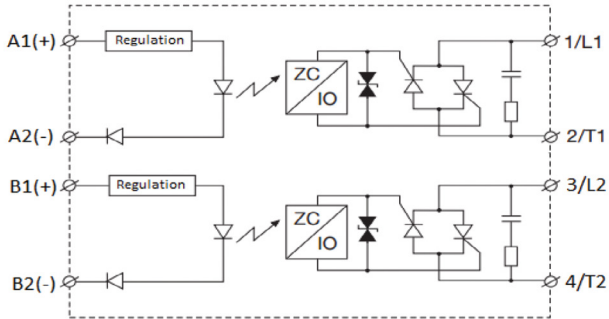 A1(+) Regulation 1/L1
ZC
IO
A2(-) 2/T1
B1(+) Regulation 3/L2
ZC
IO
B2(-) 4/T2